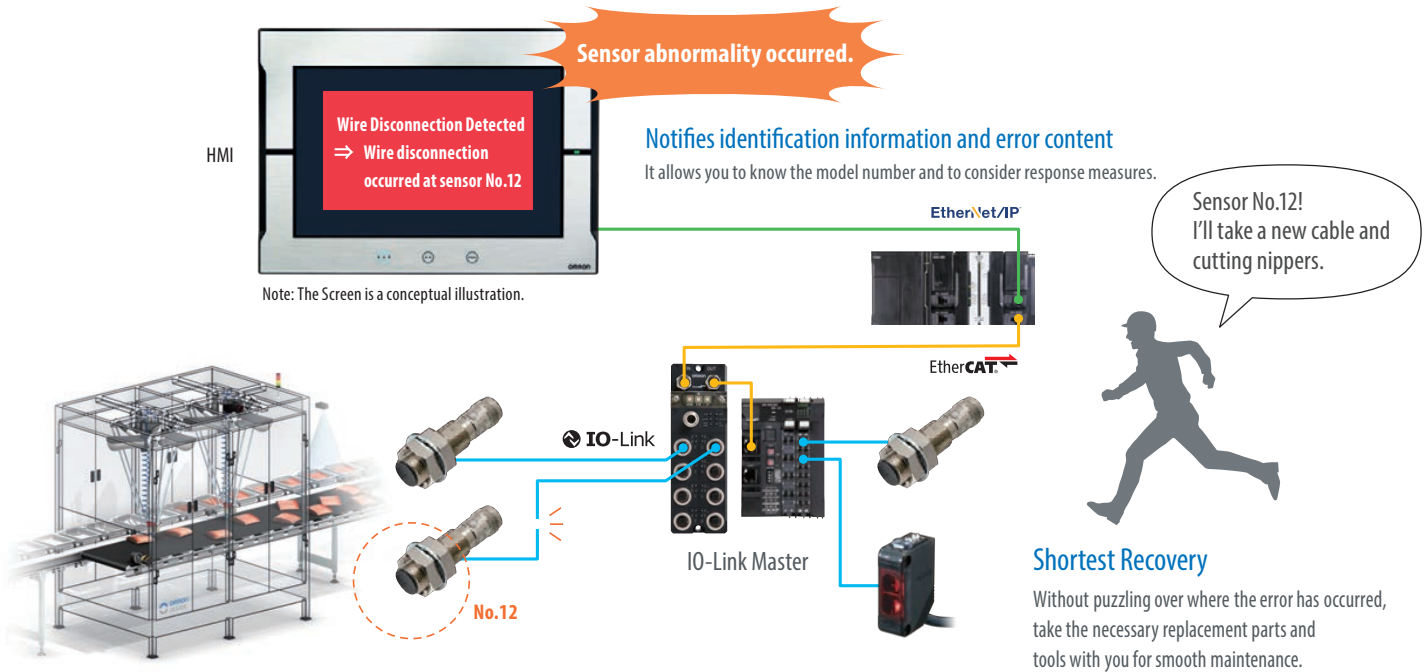 Sensor abnormality occurred.
Wire Disconnection Detected
⇒ Wire disconnection
occurred at sensor No.12
HMI
OMRON
Note: The Screen is a conceptual illustration.
Notifies identification information and error content
It allows you to know the model number and to consider response measures.
EtherNet/IP
Sensor No.12!
I'll take a new cable and
cutting nippers.
EtherCAT®
IO-Link
OUT
IO-Link Master
No.12
OMRON
Shortest Recovery
Without puzzling over where the error has occurred,
take the necessary replacement parts and
tools with you for smooth maintenance.